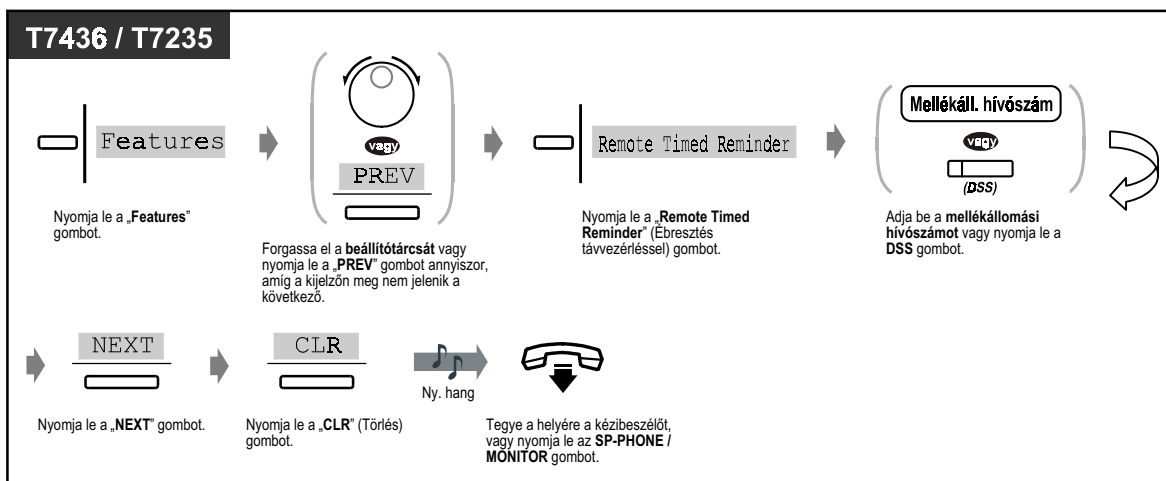 T7436 / T7235
Features
Nyomja le a „Features”
gombot.
vagy
PREV
Forgassa el a beállítótárcsát vagy
nyomja le a „PREV” gombot annyiszor,
amíg a kijelzőn meg nem jelenik a
következő.
Remote Timed Reminder
Nyomja le a „Remote Timed
Reminder” (Ébresztés
távvezérléssel) gombot.
Mellékáll. hívószám
vagy
(DSS)
Adja be a mellékállomási
hívószámot vagy nyomja le a
DSS gombot.
NEXT
Nyomja le a „NEXT” gombot.
CLR
Nyomja le a „CLR” (Törlés)
gombot.
Ny. hang
Tegye a helyére a kézibeszélőt,
vagy nyomja le az SP-PHONE /
MONITOR gombot.